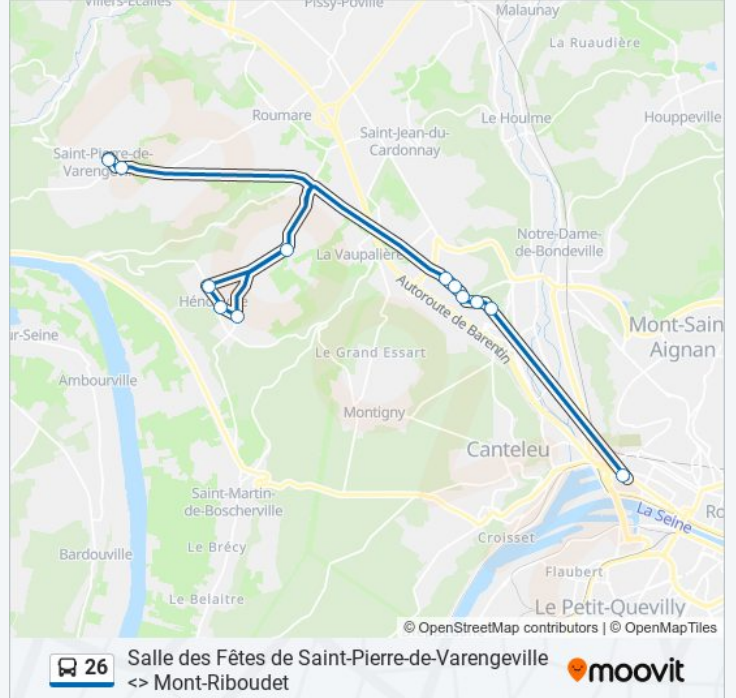 Villers-Écalles
Pissy-Pôville
Malaunay
La Ruaudière
Roumare
Le Houlme
Houppeville
Saint-Jean-du-
Cardonnay
Saint-Pierre-de-
Varengeville
Notre-Dame-
de-Bondeville
La Vaupalière
Autoroute de Barentin
Hénouville
ur-Seine
Mont-Sain
Aignan
Le Grand Essart
Ambourville
Montigny
Canteleu
Saint-Martin-
de-Boscherville
La Seine
Ro
Croisset
Bardouville
Le Brécy
Flaubert
Le Belaitre
Le Petit-Quevilly
© OpenStreetMap contributors | © OpenMapTiles
26
Salle des Fêtes de Saint-Pierre-de-Varengeville
<> Mont-Riboudet
moovit